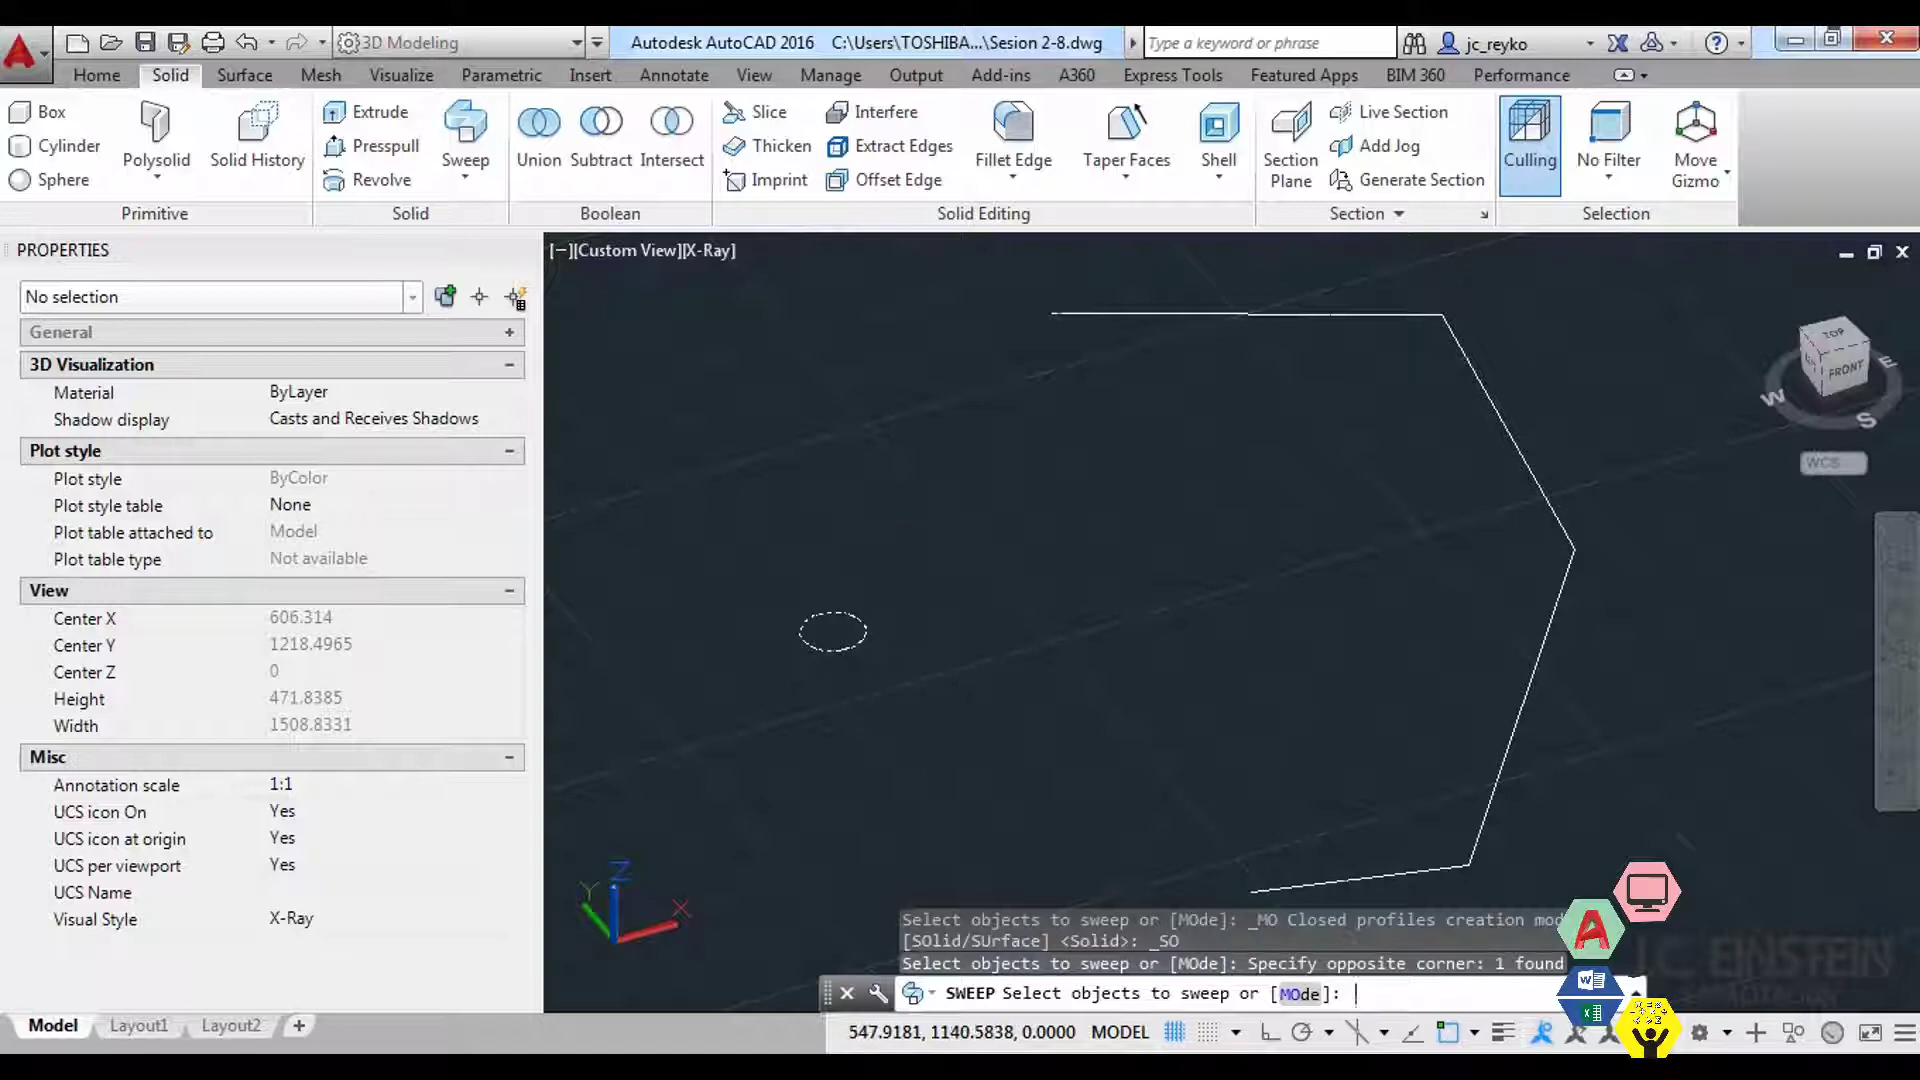 3D Modeling
Autodesk AutoCAD 2016 C:\Users\TOSHIBA...\Sesion 2-8.dwg
Type a keyword or phrase
jc_reyko
Home Solid Surface Mesh Visualize Parametric Insert Annotate View Manage Output Add-ins A360 Express Tools Featured Apps BIM 360 Performance
Box
Cylinder
Sphere
Polysolid
Solid History
Primitive
Extrude
Presspull
Revolve
Sweep
Solid
Union
Subtract
Intersect
Boolean
Slice
Thicken
Imprint
Interfere
Extract Edges
Offset Edge
Fillet Edge
Taper Faces
Shell
Solid Editing
Section
Plane
Live Section
Add Jog
Generate Section
Section
Culling
No Filter
Move
Gizmo
Selection
PROPERTIES
No selection
General
3D Visualization
Material ByLayer
Shadow display Casts and Receives Shadows
Plot style
Plot style ByColor
Plot style table None
Plot table attached to Model
Plot table type Not available
View
Center X 606.314
Center Y 1218.4965
Center Z 0
Height 471.8385
Width 1508.8331
Misc
Annotation scale 1:1
UCS icon On Yes
UCS icon at origin Yes
UCS per viewport Yes
UCS Name
Visual Style X-Ray
[−][Custom View][X-Ray]
TOP
FRONT
W
S
E
WCS
Z
Y
X
Select objects to sweep or [MOde]: _MO Closed profiles creation mod
[SOlid/SUrface] <Solid>: _SO
Select objects to sweep or [MOde]: Specify opposite corner: 1 found
SWEEP Select objects to sweep or [MOde]:
J.C. EINSTEIN
Model Layout1 Layout2 +
547.9181, 1140.5838, 0.0000 MODEL